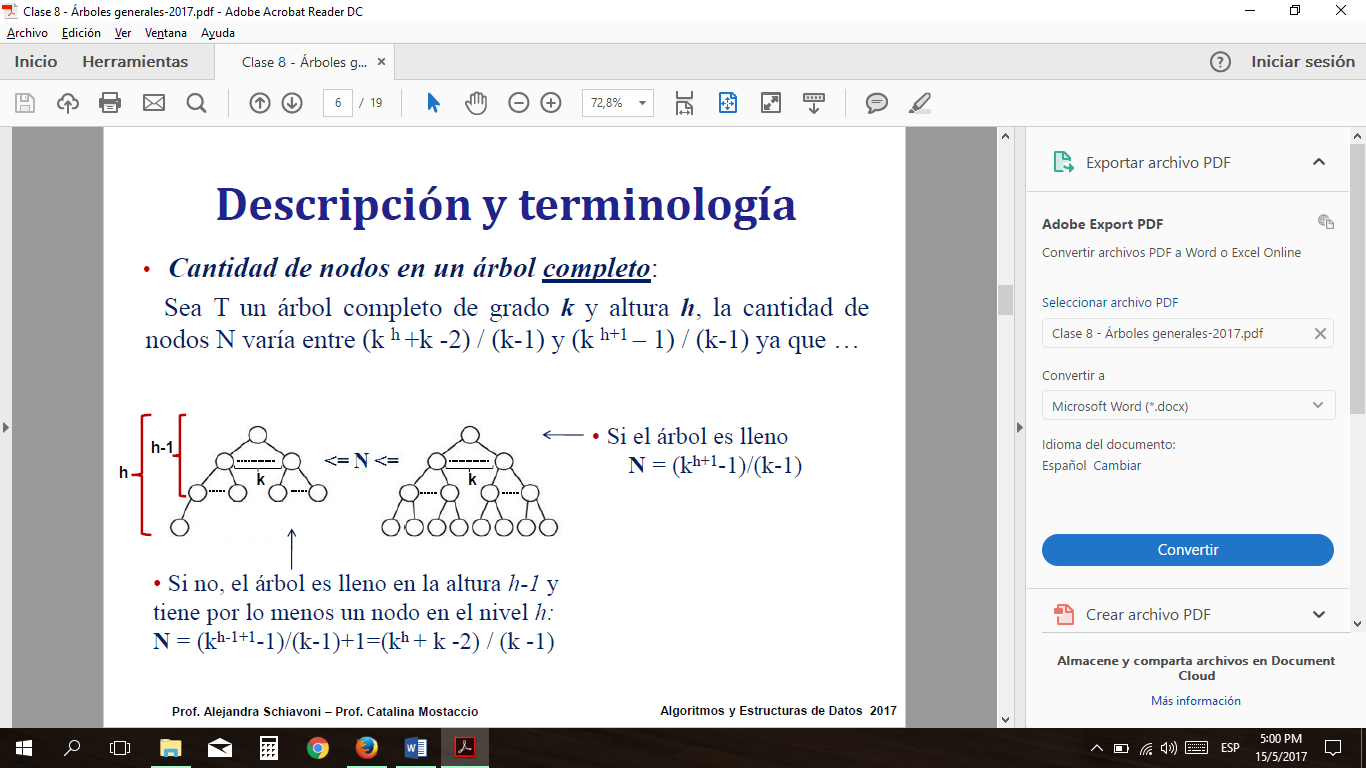 Clase 8 - Árboles generales-2017.pdf - Adobe Acrobat Reader DC
Archivo Edición Ver Ventana Ayuda
Inicio Herramientas Clase 8 - Árboles g... × ? Iniciar sesión
6 / 19 72,8%
Descripción y terminología
• Cantidad de nodos en un árbol completo:
Sea T un árbol completo de grado k y altura h, la cantidad de
nodos N varía entre (k h +k -2) / (k-1) y (k h+1 – 1) / (k-1) ya que …
h
h-1
k
<= N <=
k
• Si el árbol es lleno
N = (kh+1-1)/(k-1)
• Si no, el árbol es lleno en la altura h-1 y
tiene por lo menos un nodo en el nivel h:
N = (kh-1+1-1)/(k-1)+1=(kh + k -2) / (k -1)
Prof. Alejandra Schiavoni – Prof. Catalina Mostaccio
Algoritmos y Estructuras de Datos 2017
Exportar archivo PDF
Adobe Export PDF
Convertir archivos PDF a Word o Excel Online
Seleccionar archivo PDF
Clase 8 - Árboles generales-2017.pdf
Convertir a
Microsoft Word (*.docx)
Idioma del documento:
Español Cambiar
Convertir
Crear archivo PDF
Almacene y comparta archivos en Document
Cloud
Más información
ESP
5:00 PM
15/5/2017